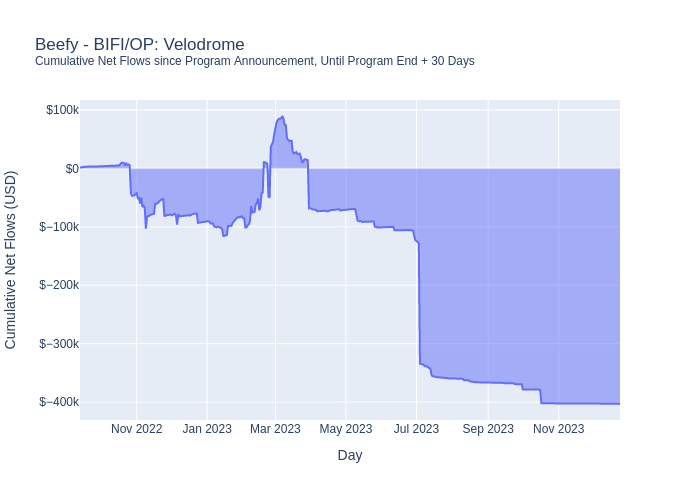 Beefy - BIFI/OP: Velodrome
Cumulative Net Flows since Program Announcement, Until Program End + 30 Days
Cumulative Net Flows (USD)
$100k
$0
$−100k
$−200k
$−300k
$−400k
Nov 2022
Jan 2023
Mar 2023
May 2023
Jul 2023
Sep 2023
Nov 2023
Day